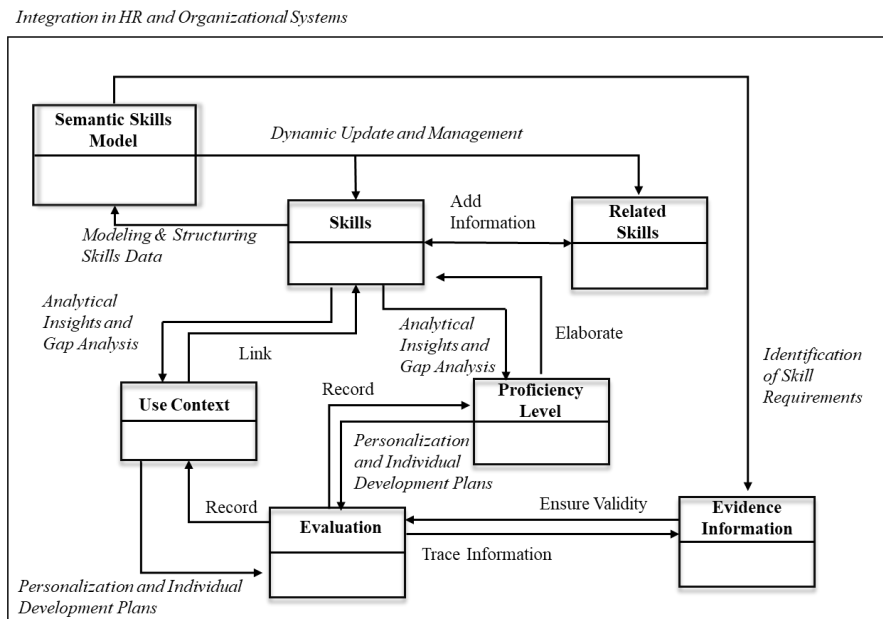 Integration in HR and Organizational Systems
Semantic Skills
Model
Dynamic Update and Management
Skills
Add
Information
Related
Skills
Modeling & Structuring
Skills Data
Analytical
Insights and
Gap Analysis
Link
Analytical
Insights and
Gap Analysis
Elaborate
Identification
of Skill
Requirements
Use Context
Record
Proficiency
Level
Personalization
and Individual
Development Plans
Record
Evaluation
Ensure Validity
Trace Information
Evidence
Information
Personalization and Individual
Development Plans